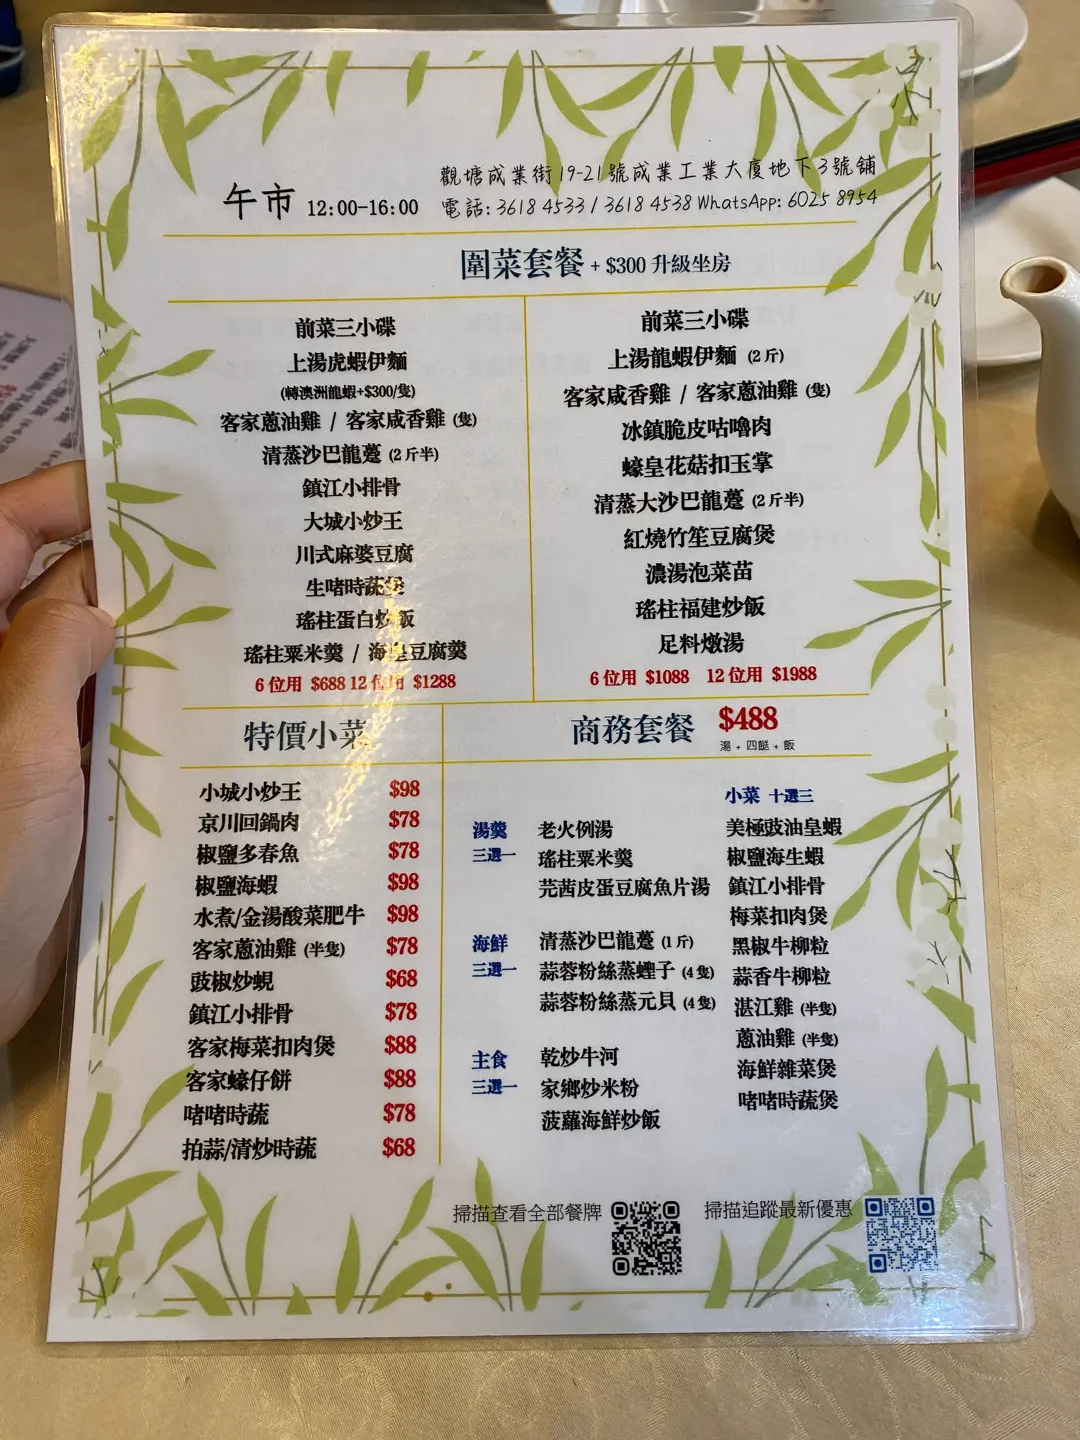 觀塘成業街19-21號成業工業大廈地下3號舖
午市 12:00-16:00
電話: 3618 4533 / 3618 4538 WhatsApp: 6025 8954
圍菜套餐 + $300 升級坐房
前菜三小碟
上湯虎蝦伊麵
(轉澳洲龍蝦+$300/隻)
客家蔥油雞 / 客家咸香雞 (隻)
清蒸沙巴龍躉 (2 斤半)
鎮江小排骨
大城小炒王
川式麻婆豆腐
生啫時蔬煲
瑤柱蛋白炒飯
瑤柱粟米羹 / 海皇豆腐羹
6 位用 $688 12 位用 $1288
前菜三小碟
上湯龍蝦伊麵 (2 斤)
客家咸香雞 / 客家蔥油雞 (隻)
冰鎮脆皮咕嚕肉
蠔皇花菇扣玉掌
清蒸大沙巴龍躉 (2 斤半)
紅燒竹笙豆腐煲
濃湯泡菜苗
瑤柱福建炒飯
足料燉湯
6 位用 $1088 12 位用 $1988
特價小菜
小城小炒王 $98
京川回鍋肉 $78
椒鹽多春魚 $78
椒鹽海蝦 $98
水煮/金湯酸菜肥牛 $98
客家蔥油雞 (半隻) $78
豉椒炒蜆 $68
鎮江小排骨 $78
客家梅菜扣肉煲 $88
客家蠔仔餅 $88
啫啫時蔬 $78
拍蒜/清炒時蔬 $68
商務套餐 $488
湯 + 四餸 + 飯
湯羹
三選一
老火例湯
瑤柱粟米羹
芫茜皮蛋豆腐魚片湯
海鮮
三選一
清蒸沙巴龍躉 (1 斤)
蒜蓉粉絲蒸蟶子 (4 隻)
蒜蓉粉絲蒸元貝 (4 隻)
主食
三選一
乾炒牛河
家鄉炒米粉
菠蘿海鮮炒飯
小菜 十選三
美極豉油皇蝦
椒鹽海生蝦
鎮江小排骨
梅菜扣肉煲
黑椒牛柳粒
蒜香牛柳粒
湛江雞 (半隻)
蔥油雞 (半隻)
海鮮雜菜煲
啫啫時蔬煲
掃描查看全部餐牌
掃描追蹤最新優惠